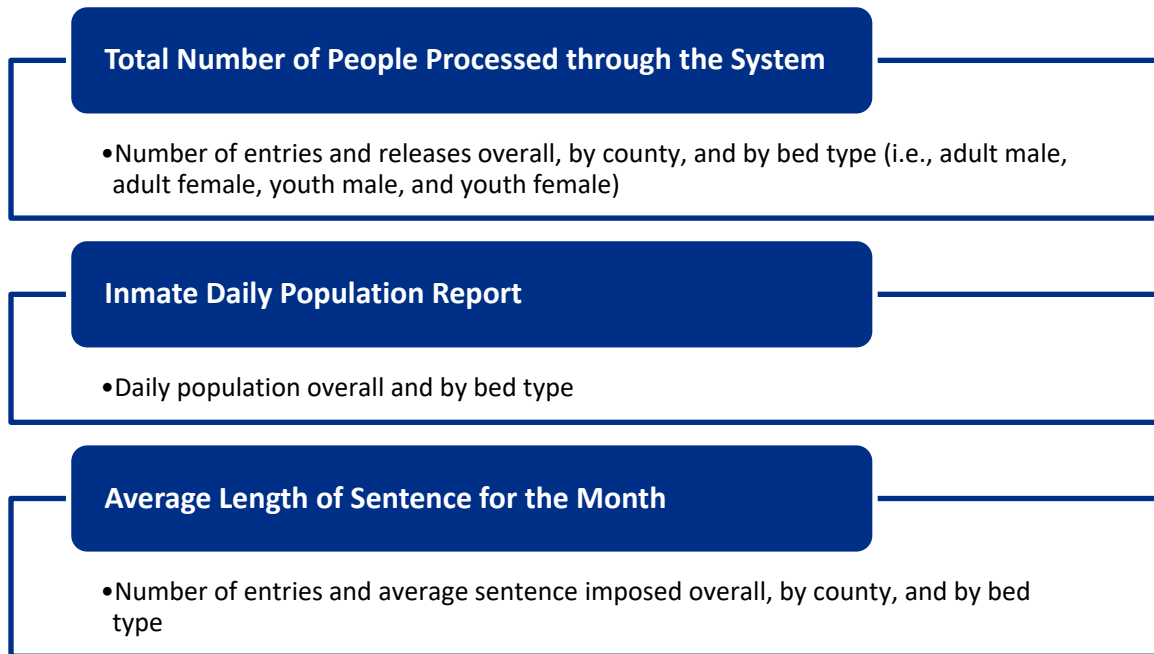 Total Number of People Processed through the System
•Number of entries and releases overall, by county, and by bed type (i.e., adult male,
adult female, youth male, and youth female)
Inmate Daily Population Report
•Daily population overall and by bed type
Average Length of Sentence for the Month
•Number of entries and average sentence imposed overall, by county, and by bed
type